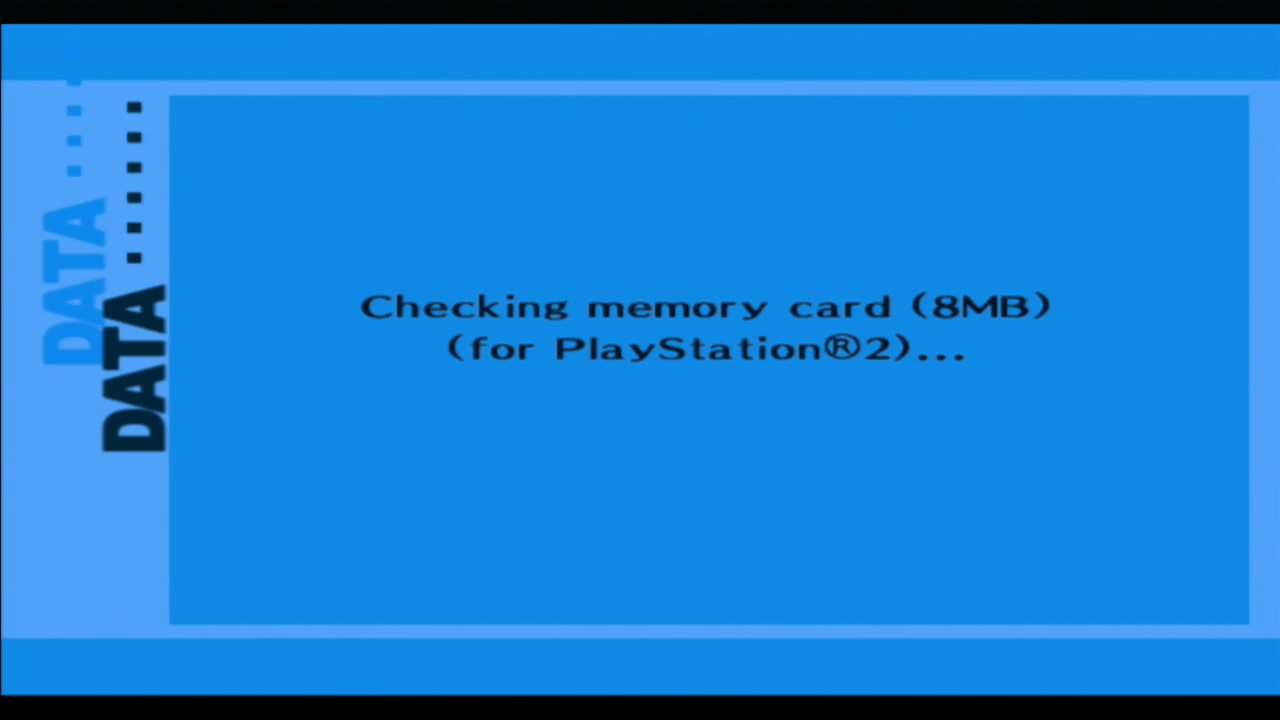 DATA ....
DATA ......
Checking memory card (8MB)
(for PlayStation®2)...